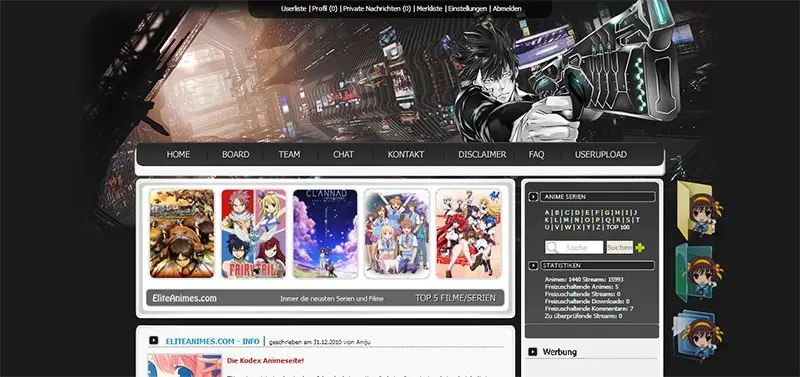 Userliste | Profil (0) | Private Nachrichten (0) | Merkliste | Einstellungen | Abmelden
HOME BOARD TEAM CHAT KONTAKT DISCLAIMER FAQ USERUPLOAD
FAIRY TAIL
CLANNAD
EliteAnimes.com Immer die neusten Serien und Filme TOP 5 FILME/SERIEN
ANIME SERIEN
A | B | C | D | E | F | G | H | I | J
K | L | M | N | O | P | Q | R | S | T
U | V | W | X | Y | Z | TOP 100
Suche Suchen
STATISTIKEN
Animes: 1440 Streams: 15993
Freizuschaltende Animes: 5
Freizuschaltende Streams: 0
Freizuschaltende Downloads: 0
Freizuschaltende Kommentare: 7
Zu überprüfende Streams: 0
ELITEANIMES.COM - INFO | geschrieben am 31.12.2010 von Aniju
Die Kodex Animeseite!
Werbung